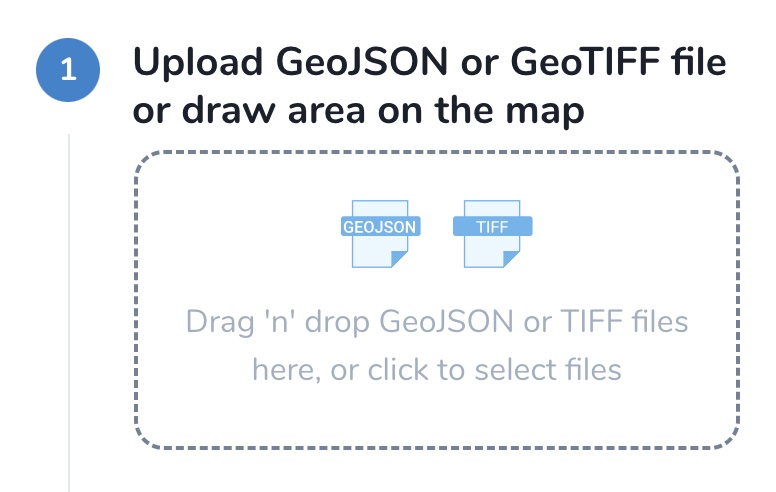 1
Upload GeoJSON or GeoTIFF file
or draw area on the map
GEOJSON TIFF
Drag 'n' drop GeoJSON or TIFF files
here, or click to select files